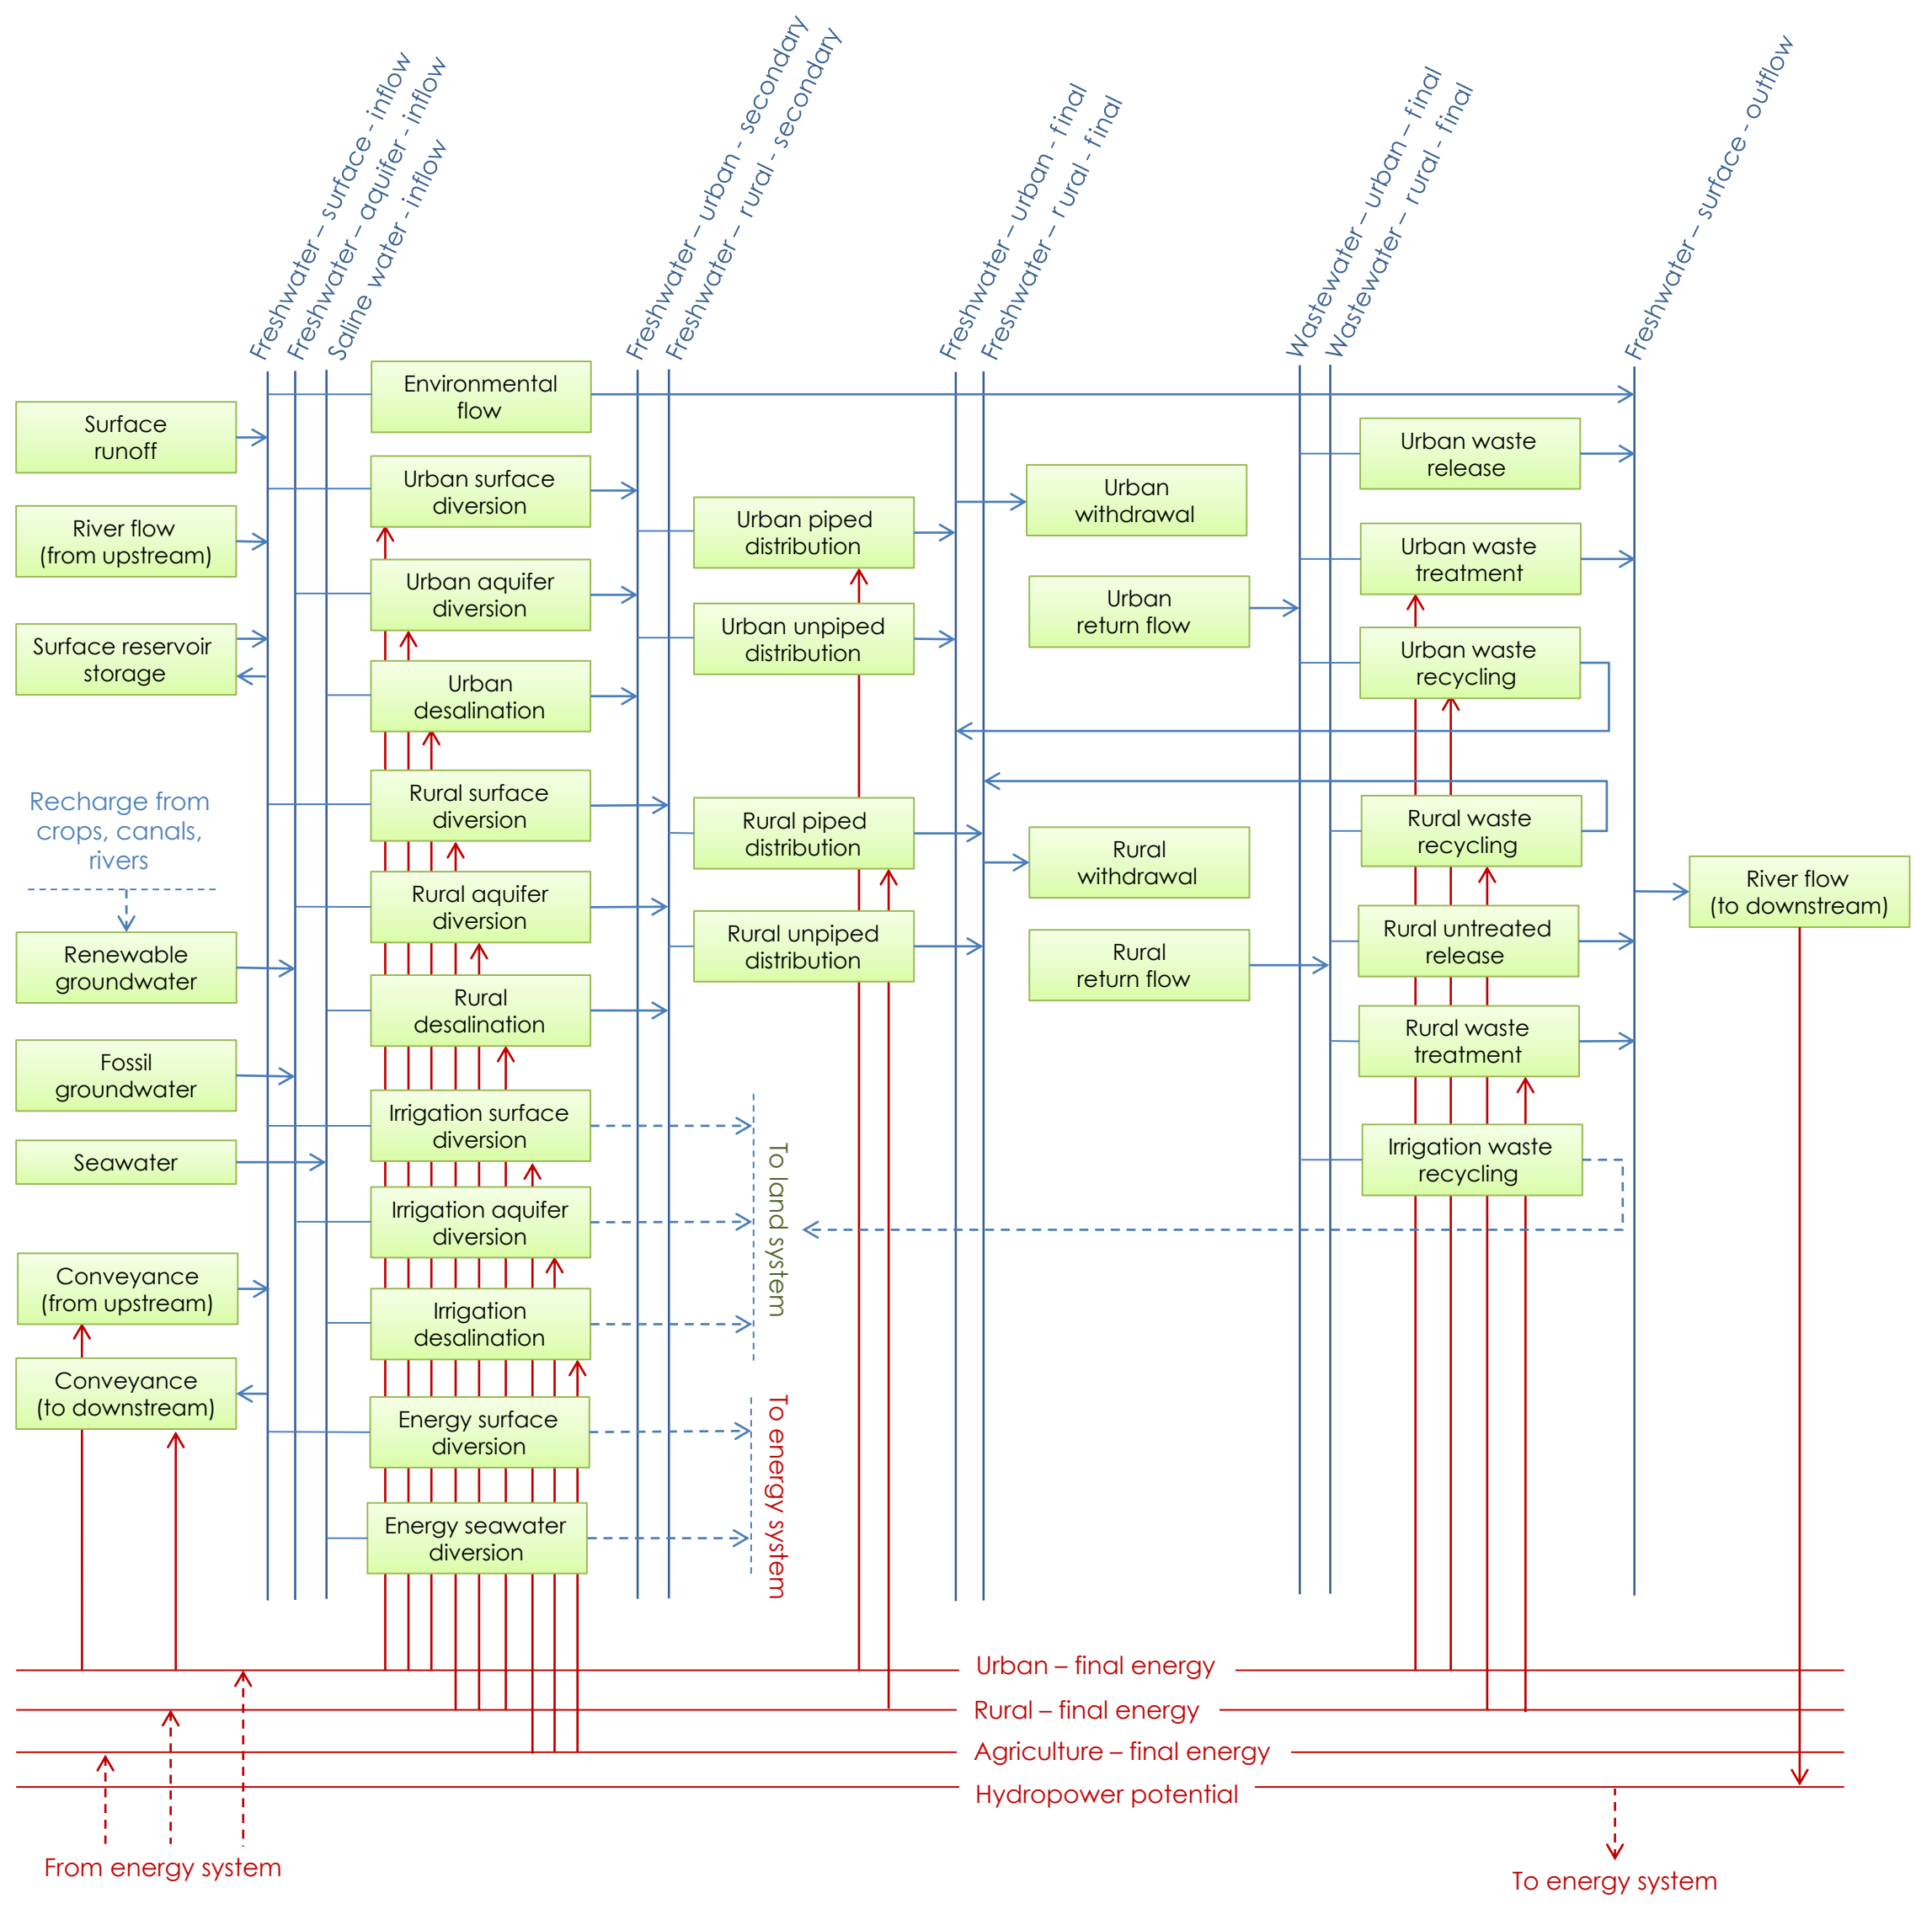 Freshwater – surface - inflow
Freshwater – aquifer - inflow
Saline water - inflow
Freshwater – urban - secondary
Freshwater – rural - secondary
Freshwater – urban - final
Freshwater – rural - final
Wastewater – urban – final
Wastewater – rural - final
Freshwater – surface - outflow
Surface
runoff
River flow
(from upstream)
Surface reservoir
storage
Recharge from
crops, canals,
rivers
Renewable
groundwater
Fossil
groundwater
Seawater
Conveyance
(from upstream)
Conveyance
(to downstream)
Environmental
flow
Urban surface
diversion
Urban aquifer
diversion
Urban
desalination
Rural surface
diversion
Rural aquifer
diversion
Rural
desalination
Irrigation surface
diversion
Irrigation aquifer
diversion
Irrigation
desalination
Energy surface
diversion
Energy seawater
diversion
Urban piped
distribution
Urban unpiped
distribution
Rural piped
distribution
Rural unpiped
distribution
To land system
To energy system
Urban
withdrawal
Urban
return flow
Rural
withdrawal
Rural
return flow
Urban waste
release
Urban waste
treatment
Urban waste
recycling
Rural waste
recycling
Rural untreated
release
Rural waste
treatment
Irrigation waste
recycling
River flow
(to downstream)
Urban – final energy
Rural – final energy
Agriculture – final energy
Hydropower potential
From energy system
To energy system